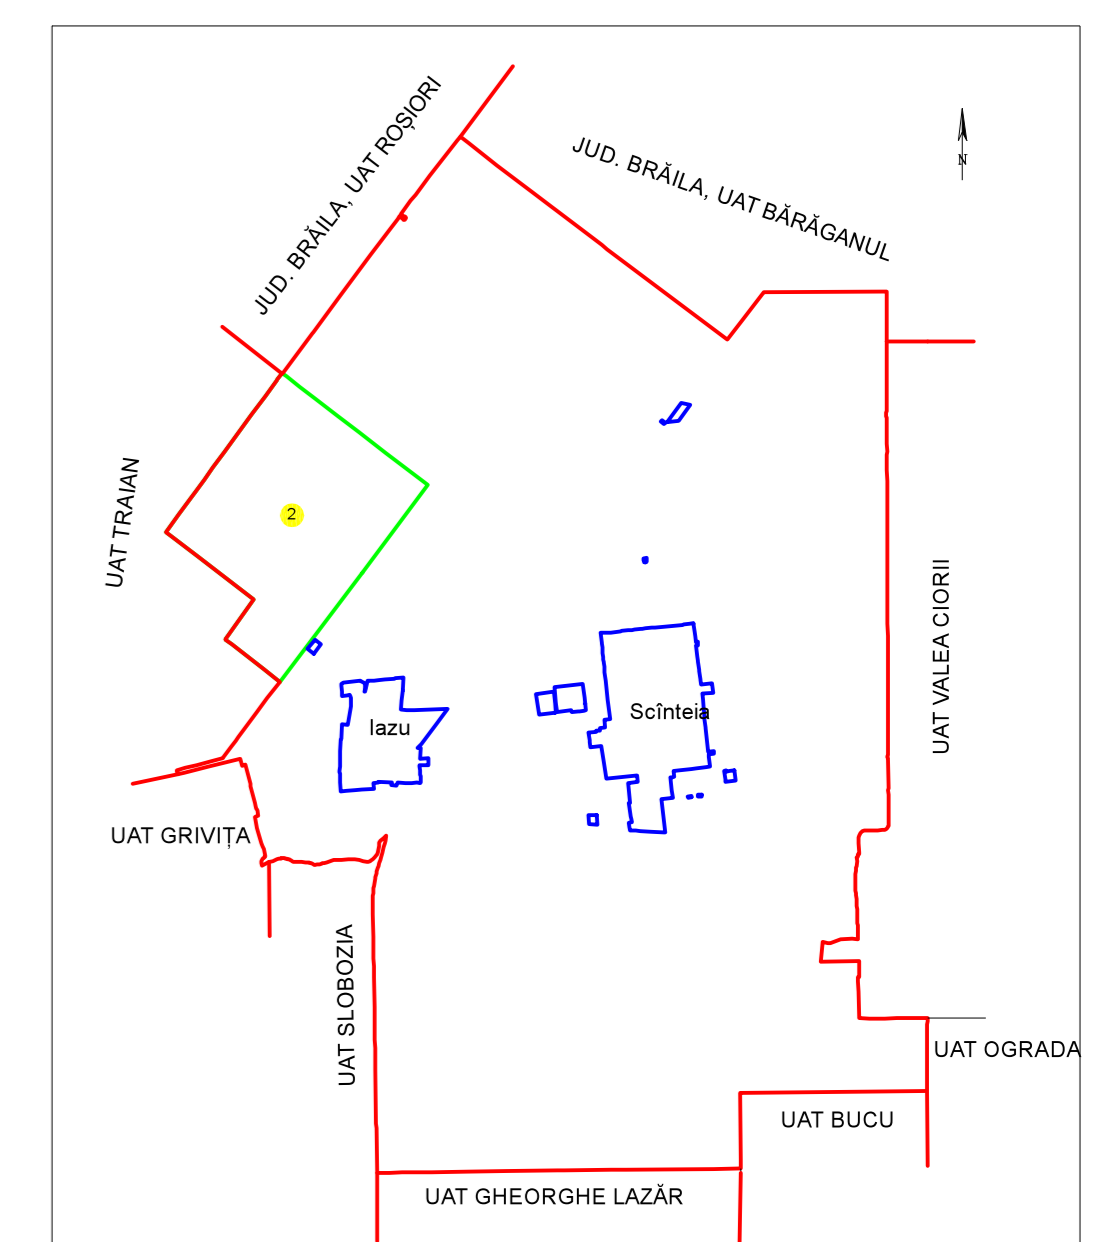 JUD. BRĂILA, UAT ROȘIORI
JUD. BRĂILA, UAT BĂRĂGANUL
N
UAT TRAIAN
2
UAT VALEA CIORII
Scînteia
Iazu
UAT GRIVIȚA
UAT SLOBOZIA
UAT OGRADA
UAT BUCU
UAT GHEORGHE LAZĂR